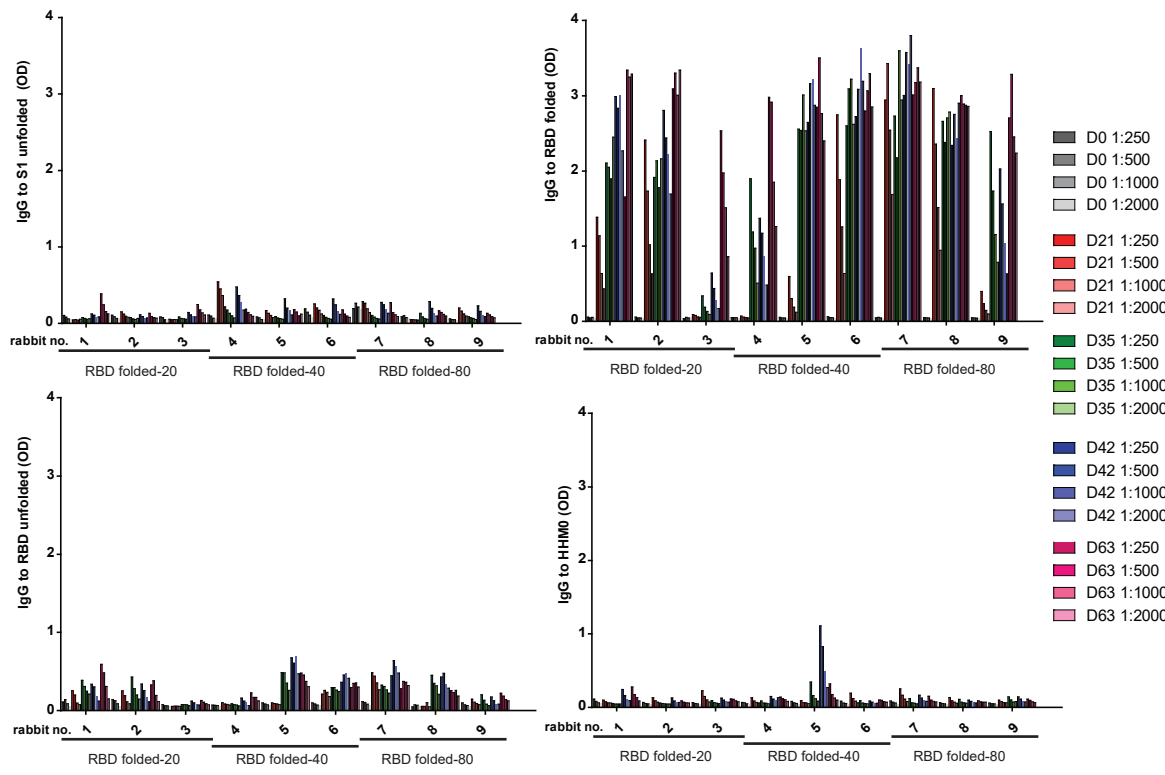 IgG to S1 unfolded (OD)
4
3
2
1
0
rabbit no. 1 2 3 4 5 6 7 8 9
RBD folded-20 RBD folded-40 RBD folded-80
IgG to RBD folded (OD)
4
3
2
1
0
rabbit no. 1 2 3 4 5 6 7 8 9
RBD folded-20 RBD folded-40 RBD folded-80
D0 1:250
D0 1:500
D0 1:1000
D0 1:2000
D21 1:250
D21 1:500
D21 1:1000
D21 1:2000
D35 1:250
D35 1:500
D35 1:1000
D35 1:2000
D42 1:250
D42 1:500
D42 1:1000
D42 1:2000
D63 1:250
D63 1:500
D63 1:1000
D63 1:2000
IgG to RBD unfolded (OD)
4
3
2
1
0
rabbit no. 1 2 3 4 5 6 7 8 9
RBD folded-20 RBD folded-40 RBD folded-80
IgG to HHM0 (OD)
4
3
2
1
0
rabbit no. 1 2 3 4 5 6 7 8 9
RBD folded-20 RBD folded-40 RBD folded-80